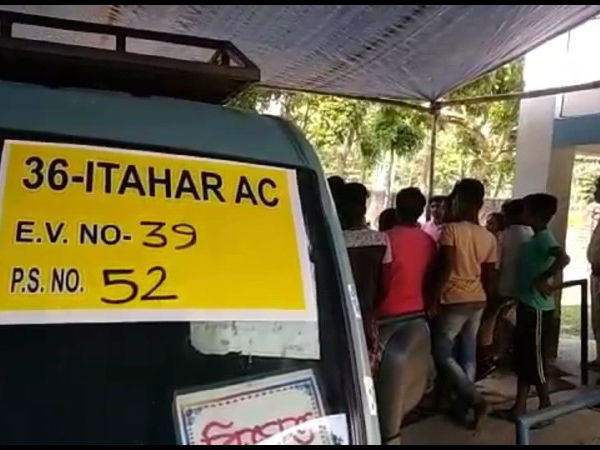 36-ITAHAR AC
E.V. NO- 39
P.S. NO. 52